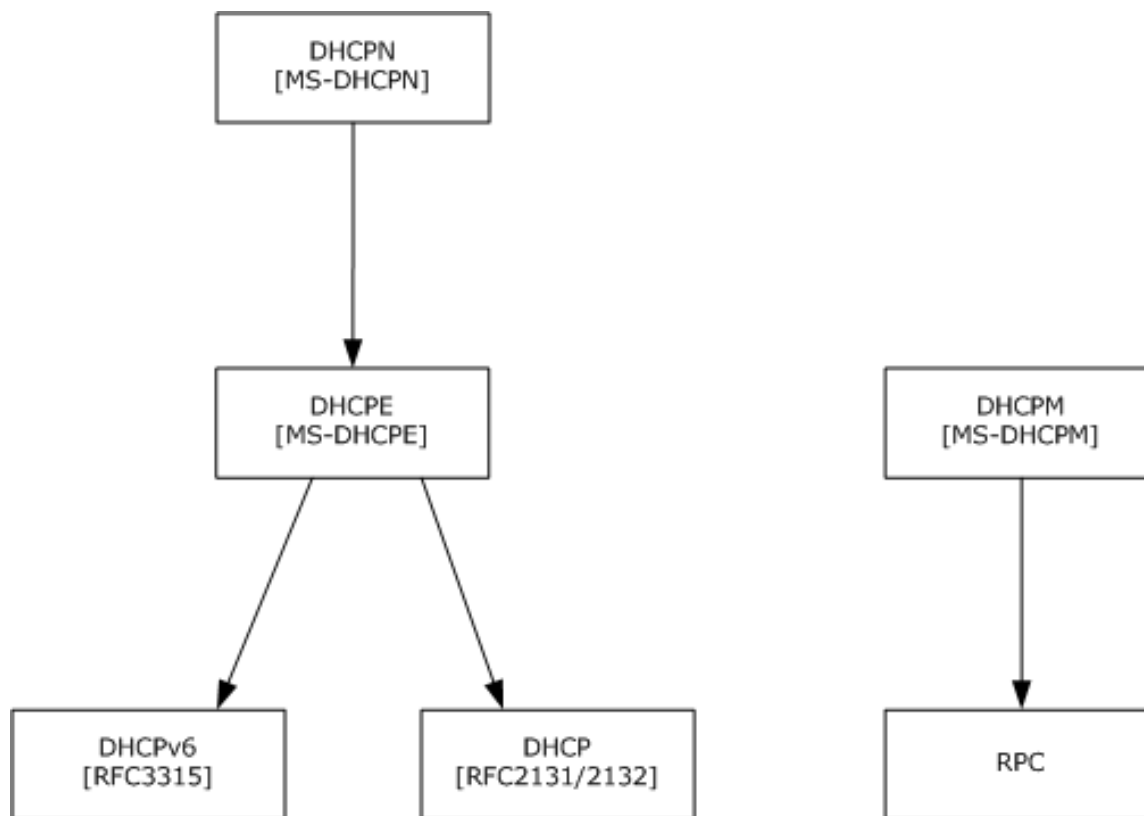 DHCPN
[MS-DHCPN]
DHCPE
[MS-DHCPE]
DHCPM
[MS-DHCPM]
DHCPv6
[RFC3315]
DHCP
[RFC2131/2132]
RPC